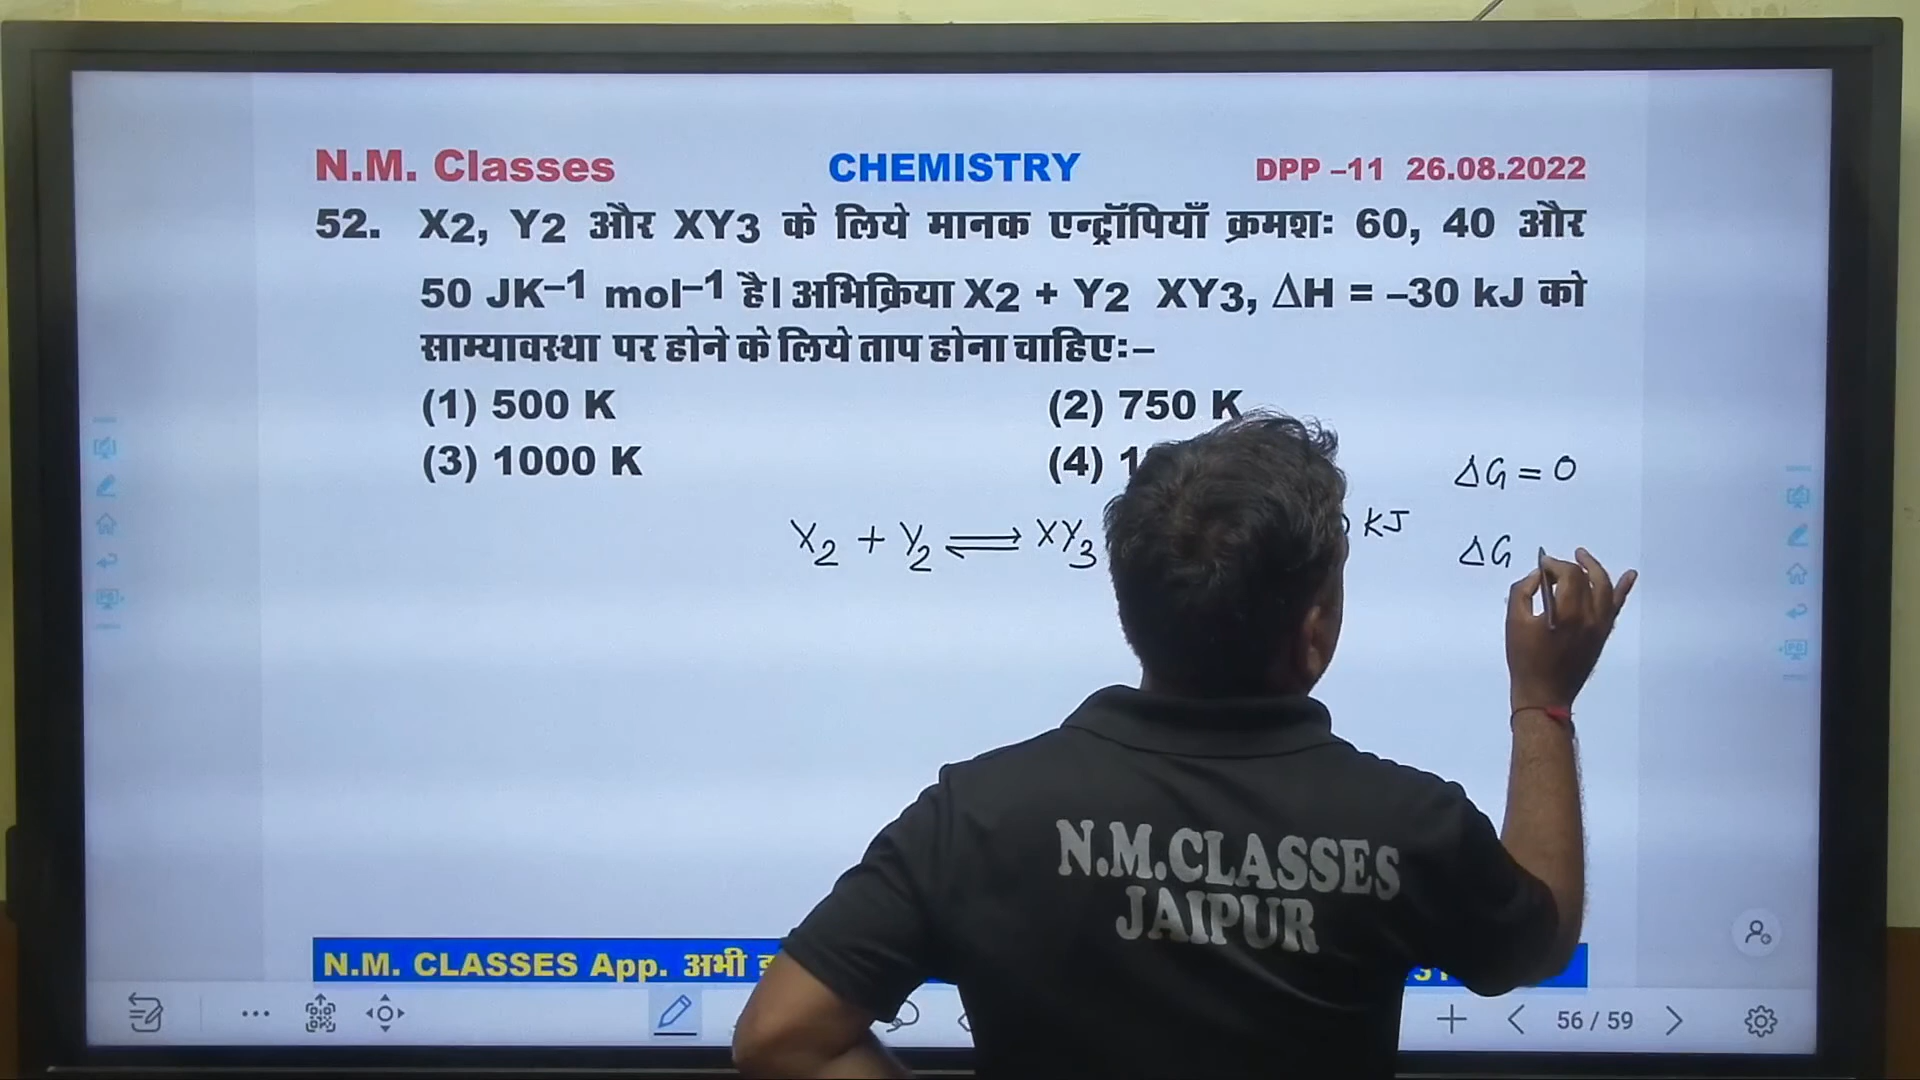 N.M. Classes CHEMISTRY DPP –11 26.08.2022
52. X2, Y2 और XY3 के लिये मानक एन्ट्रॉपियाँ क्रमशः 60, 40 और
50 JK–1 mol–1 है। अभिक्रिया X2 + Y2 XY3, ΔH = –30 kJ को
साम्यावस्था पर होने के लिये ताप होना चाहिएः–
(1) 500 K (2) 750 K
(3) 1000 K (4) 1
ΔG = 0
X₂ + Y₂ ⇌ XY₃ KJ
ΔG
N.M.CLASSES
JAIPUR
N.M. CLASSES App. अभी
56 / 59